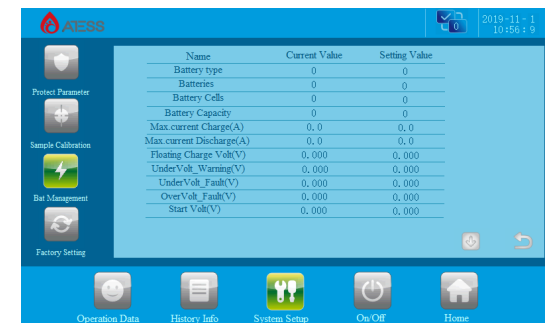 AESS
0
2019-11- 1
10:56: 9
Protect Parameter
Sample Calibration
Bat Management
Factory Setting
Name Current Value Setting Value
Battery type 0 0
Batteries 0 0
Battery Cells 0 0
Battery Capacity 0 0
Max.current Charge(A) 0.0 0.0
Max.current Discharge(A) 0.0 0.0
Floating Charge Volt(V) 0.000 0.000
UnderVolt_Warning(V) 0.000 0.000
UnderVolt_Fault(V) 0.000 0.000
OverVolt_Fault(V) 0.000 0.000
Start Volt(V) 0.000 0.000
Operation Data History Info System Setup On/Off Home